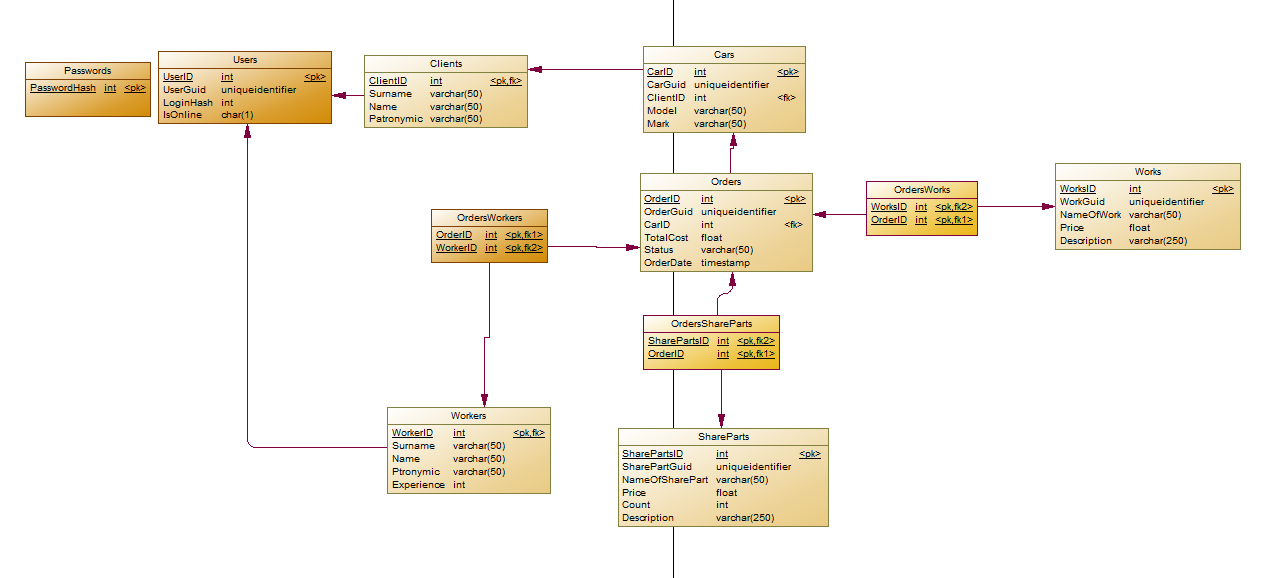 Passwords
PasswordHash int <pk>
Users
UserID int <pk>
UserGuid uniqueidentifier
LoginHash int
IsOnline char(1)
Clients
ClientID int <pk,fk>
Surname varchar(50)
Name varchar(50)
Patronymic varchar(50)
Cars
CarID int <pk>
CarGuid uniqueidentifier
ClientID int <fk>
Model varchar(50)
Mark varchar(50)
Orders
OrderID int <pk>
OrderGuid uniqueidentifier
CarID int <fk>
TotalCost float
Status varchar(50)
OrderDate timestamp
OrdersWorks
WorksID int <pk,fk2>
OrderID int <pk,fk1>
Works
WorksID int <pk>
WorkGuid uniqueidentifier
NameOfWork varchar(50)
Price float
Description varchar(250)
OrdersWorkers
OrderID int <pk,fk1>
WorkerID int <pk,fk2>
OrdersShareParts
SharePartsID int <pk,fk2>
OrderID int <pk,fk1>
Workers
WorkerID int <pk,fk>
Surname varchar(50)
Name varchar(50)
Ptronymic varchar(50)
Experience int
ShareParts
SharePartsID int <pk>
SharePartGuid uniqueidentifier
NameOfSharePart varchar(50)
Price float
Count int
Description varchar(250)